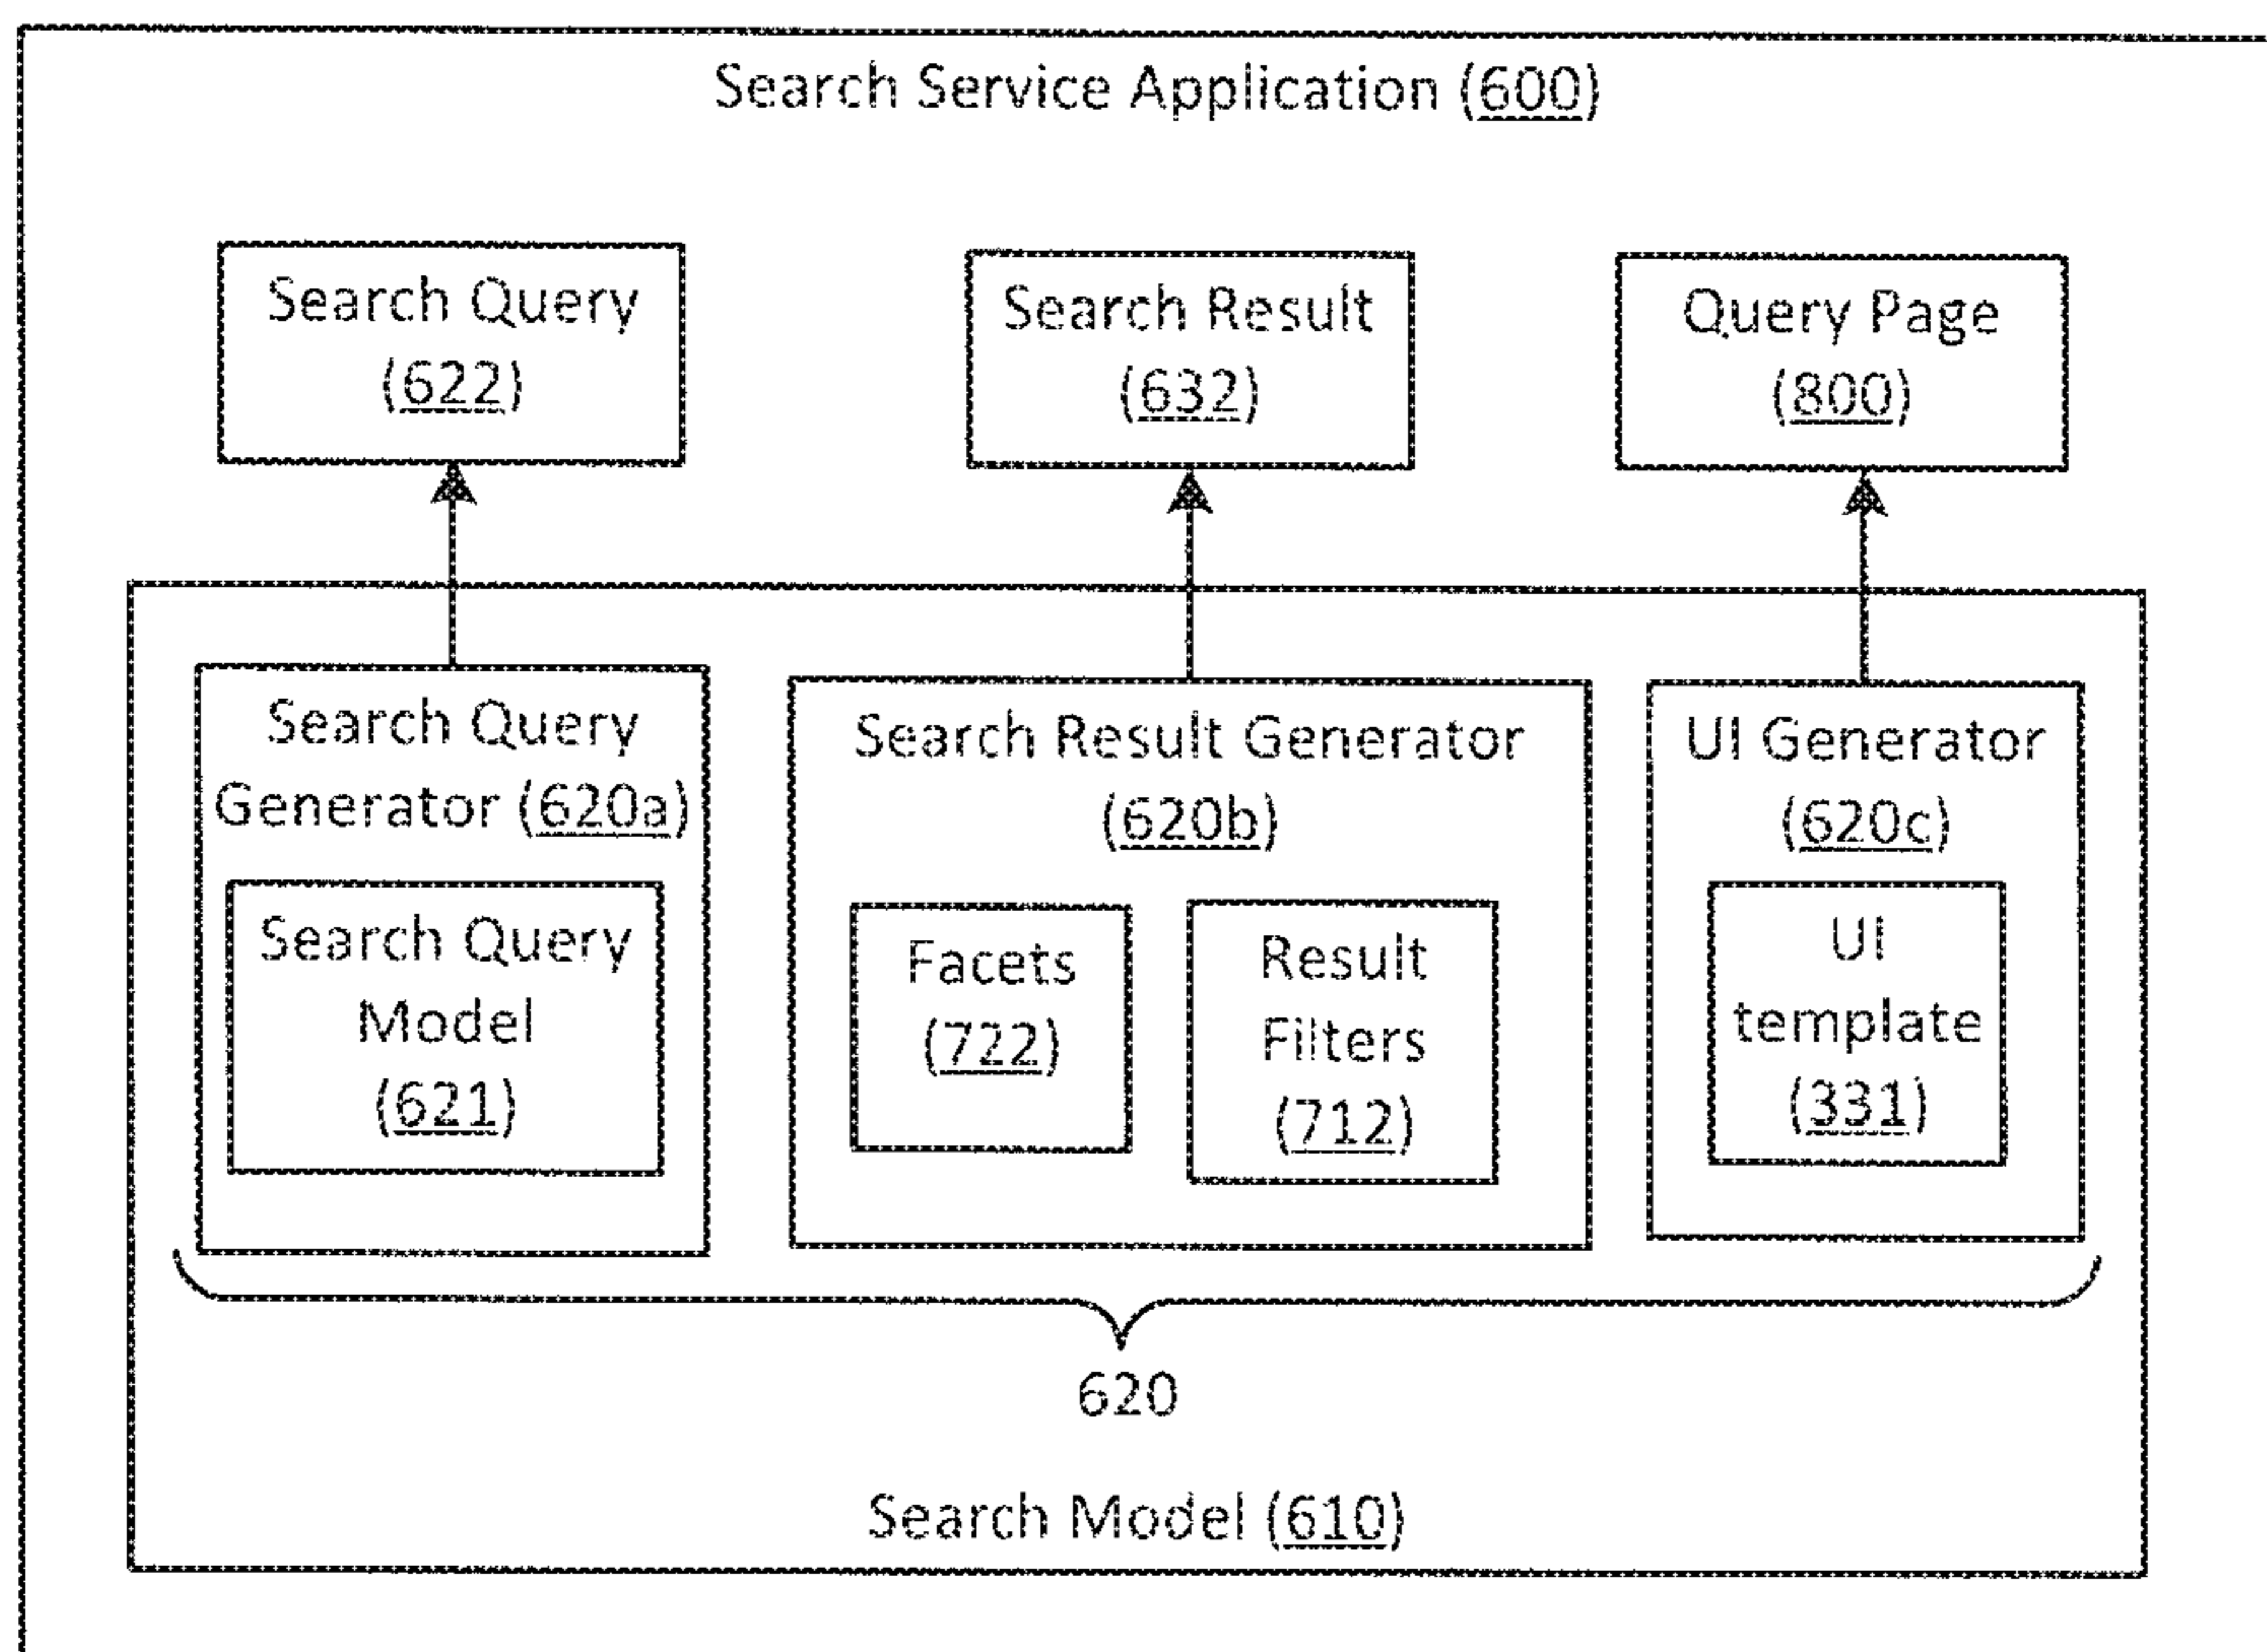 Search Service Application (600)
Search Query
(622)
Search Result
(632)
Query Page
(800)
Search Query
Generator (620a)
Search Query
Model
(621)
Search Result Generator
(620b)
Facets
(722)
Result
Filters
(712)
UI Generator
(620c)
UI
template
(331)
620
Search Model (610)